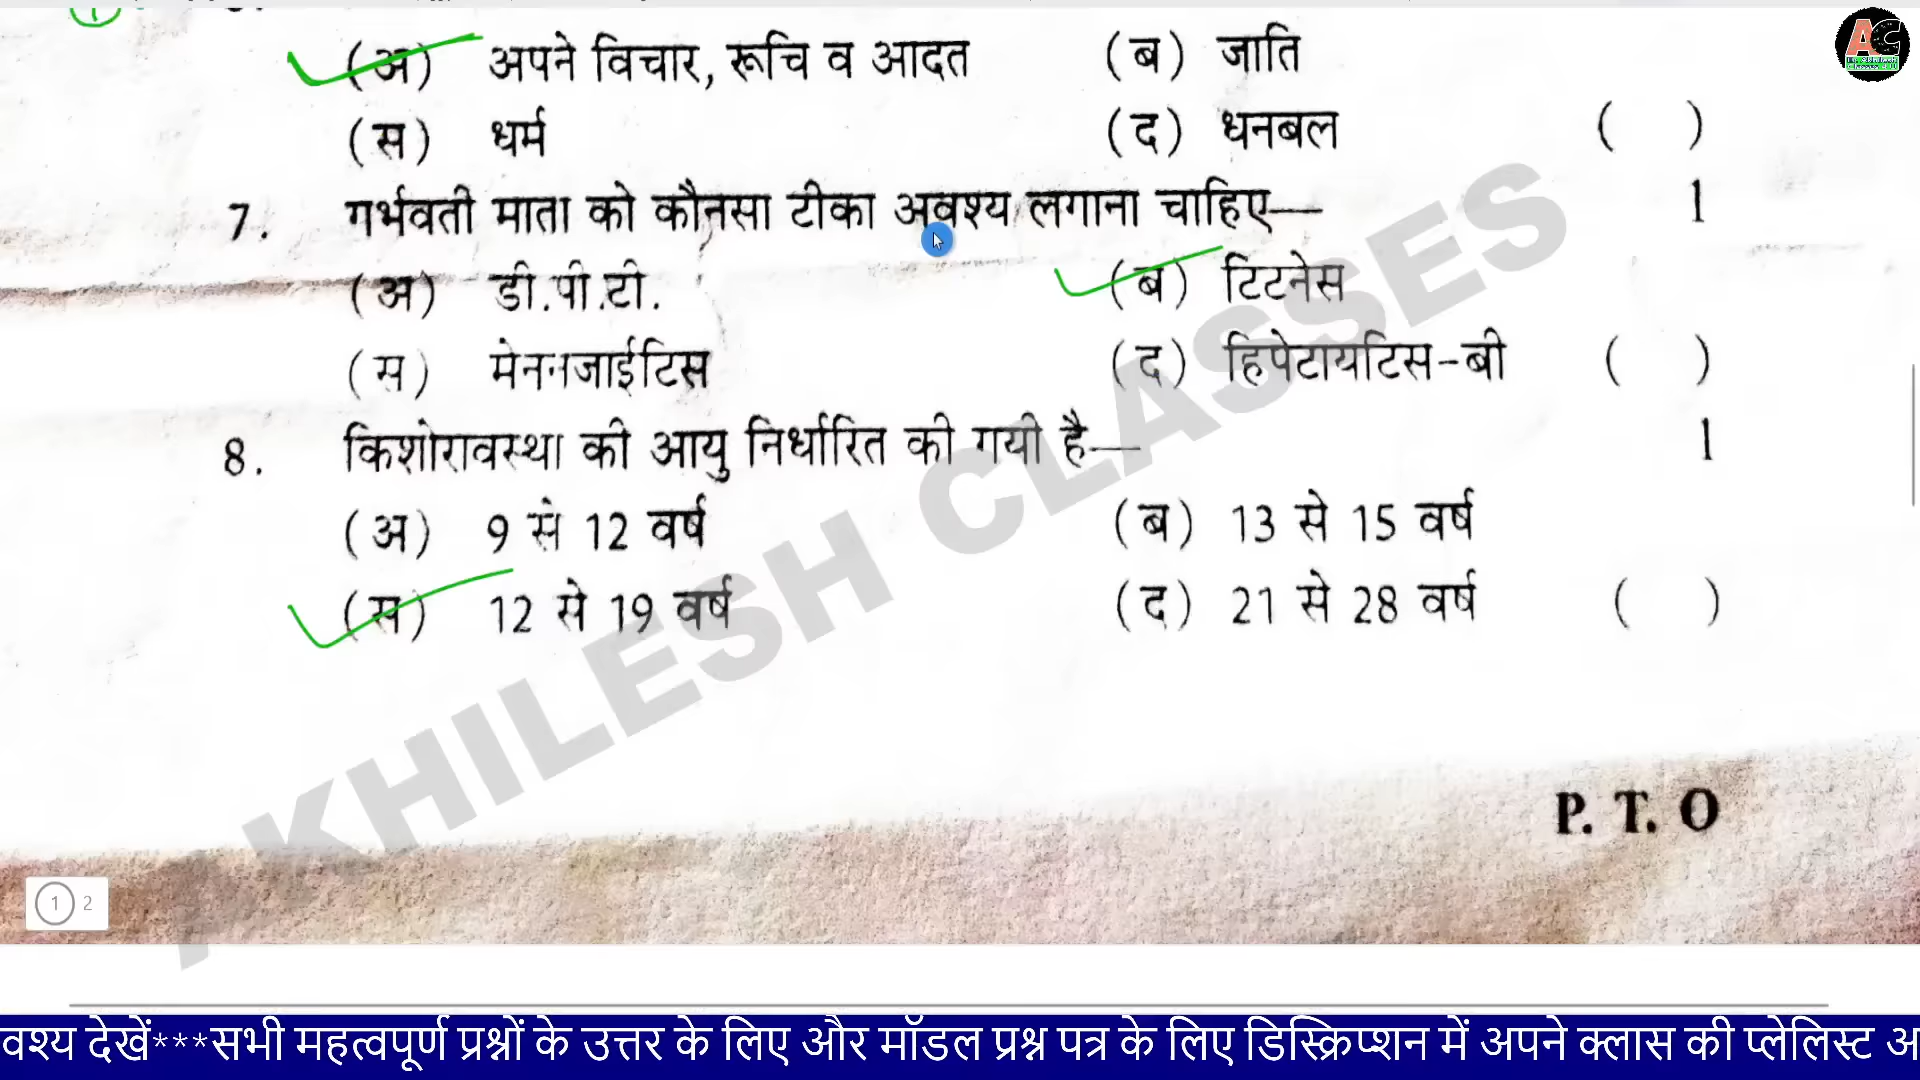 (अ) अपने विचार, रूचि व आदत (ब) जाति
(स) धर्म (द) धनबल ( )
7. गर्भवती माता को कौनसा टीका अवश्य लगाना चाहिए— 1
(अ) डी.पी.टी. (ब) टिटनेस
(स) मेननजाईटिस (द) हिपेटायटिस-बी ( )
8. किशोरावस्था की आयु निर्धारित की गयी है— 1
(अ) 9 से 12 वर्ष (ब) 13 से 15 वर्ष
(स) 12 से 19 वर्ष (द) 21 से 28 वर्ष ( )
AKHILESH CLASSES
P. T. O
1 2
वश्य देखें***सभी महत्वपूर्ण प्रश्नों के उत्तर के लिए और मॉडल प्रश्न पत्र के लिए डिस्क्रिप्शन में अपने क्लास की प्लेलिस्ट अ
AC